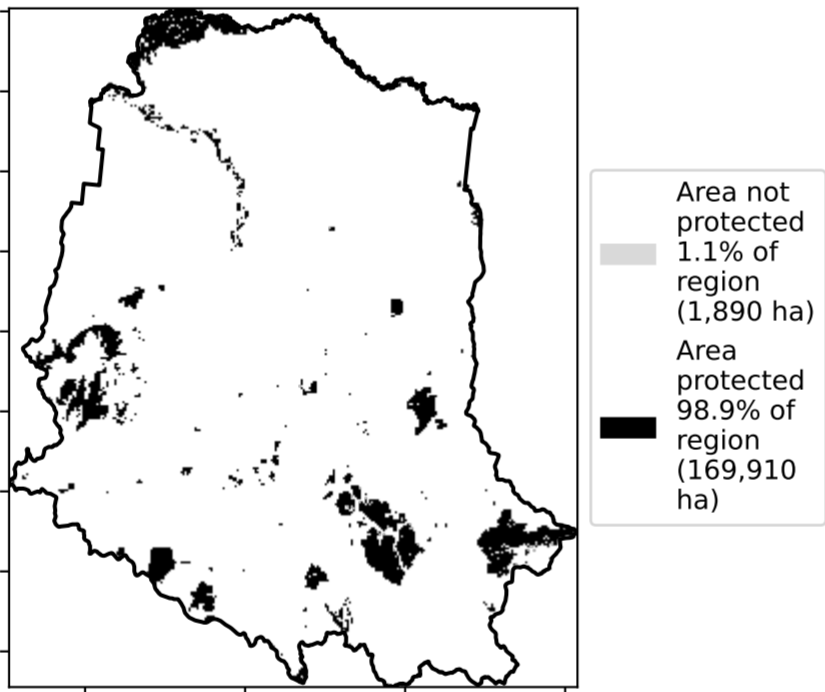 Area not
protected
1.1% of
region
(1,890 ha)
Area
protected
98.9% of
region
(169,910
ha)